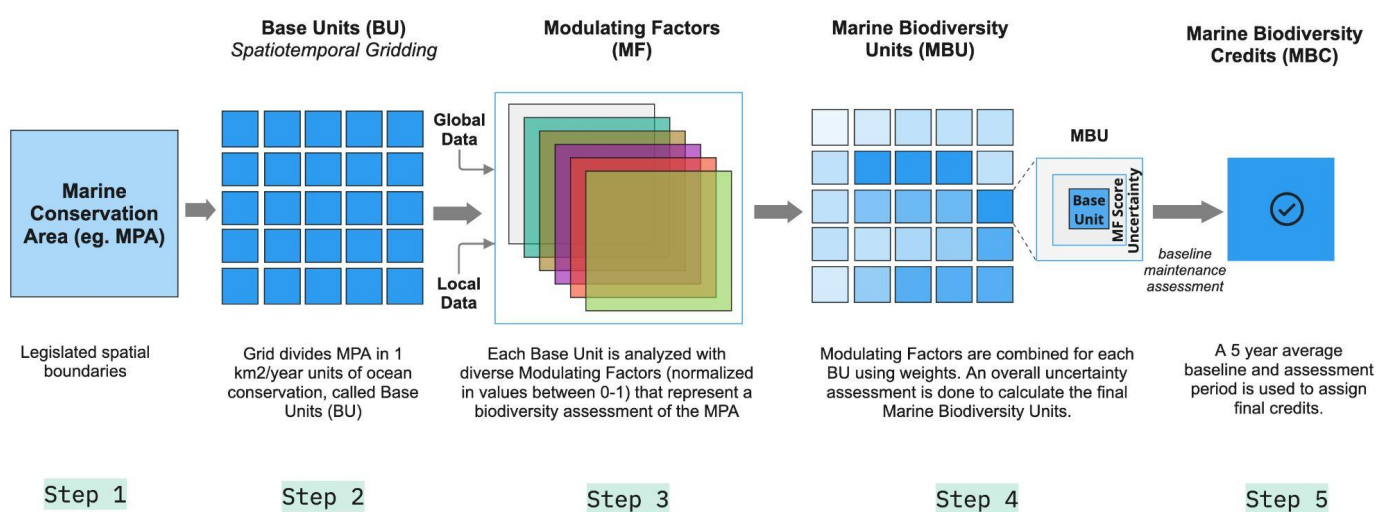 Base Units (BU)
Spatiotemporal Gridding
Modulating Factors
(MF)
Marine Biodiversity
Units (MBU)
Marine Biodiversity
Credits (MBC)
Marine
Conservation
Area (eg. MPA)
Global
Data
Local
Data
MBU
Base
Unit
MF Score
Uncertainty
baseline
maintenance
assessment
Legislated spatial
boundaries
Grid divides MPA in 1
km2/year units of ocean
conservation, called Base
Units (BU)
Each Base Unit is analyzed with
diverse Modulating Factors (normalized
in values between 0-1) that represent a
biodiversity assessment of the MPA
Modulating Factors are combined for each
BU using weights. An overall uncertainty
assessment is done to calculate the final
Marine Biodiversity Units.
A 5 year average
baseline and assessment
period is used to assign
final credits.
Step 1
Step 2
Step 3
Step 4
Step 5